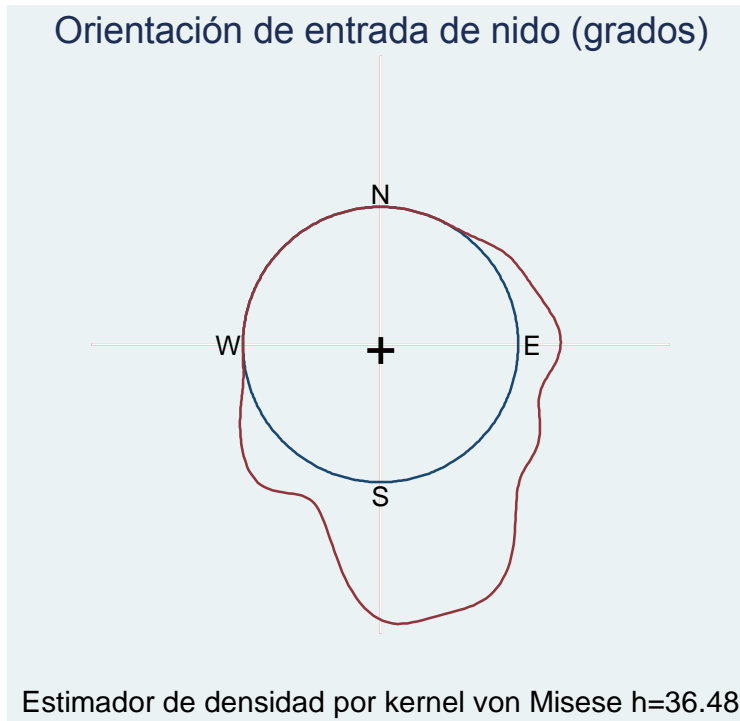 Orientación de entrada de nido (grados)
N
W
E
S
Estimador de densidad por kernel von Misese h=36.48